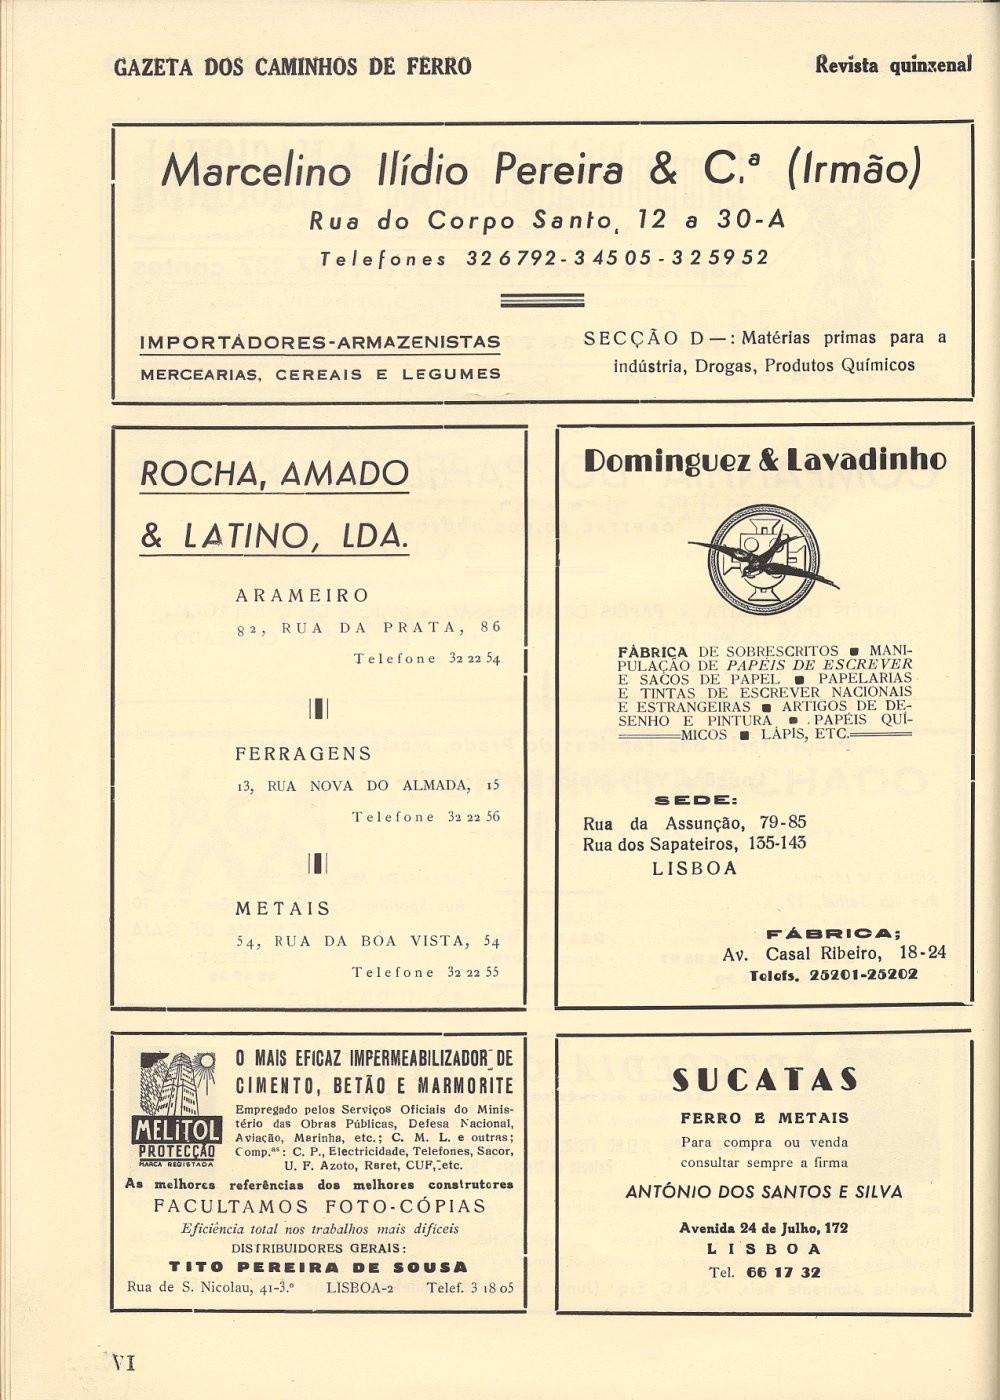 GAZETA DOS CAMINHOS DE FERRO
Revista quinzenal
Marcelino Ilídio Pereira & C.ª (Irmão)
Rua do Corpo Santo, 12 a 30-A
Telefones 326792-34505-325952
IMPORTADORES-ARMAZENISTAS
MERCEARIAS, CEREAIS E LEGUMES
SECÇÃO D—: Matérias primas para a
indústria, Drogas, Produtos Químicos
ROCHA, AMADO
& LATINO, LDA.
ARAMEIRO
82, RUA DA PRATA, 86
Telefone 32 22 54
FERRAGENS
13, RUA NOVA DO ALMADA, 15
Telefone 32 22 56
METAIS
54, RUA DA BOA VISTA, 54
Telefone 32 22 55
Dominguez & Lavadinho
FÁBRICA DE SOBRESCRITOS ■ MANI-
PULAÇÃO DE PAPÉIS DE ESCREVER
E SACOS DE PAPEL ■ PAPELARIAS
E TINTAS DE ESCREVER NACIONAIS
E ESTRANGEIRAS ■ ARTIGOS DE DE-
SENHO E PINTURA ■ PAPÉIS QUÍ-
MICOS ■ LÁPIS, ETC.
SEDE:
Rua da Assunção, 79-85
Rua dos Sapateiros, 135-143
LISBOA
FÁBRICA;
Av. Casal Ribeiro, 18-24
Telefs. 25201-25202
MELITOL
PROTECÇÃO
MARCA REGISTADA
O MAIS EFICAZ IMPERMEABILIZADOR DE
CIMENTO, BETÃO E MARMORITE
Empregado pelos Serviços Oficiais do Minis-
tério das Obras Públicas, Defesa Nacional,
Aviação, Marinha, etc.; C. M. L. e outras;
Comp.as: C. P., Electricidade, Telefones, Sacor,
U. F. Azoto, Raret, CUF, etc.
As melhores referências dos melhores construtores
FACULTAMOS FOTO-CÓPIAS
Eficiência total nos trabalhos mais difíceis
DISTRIBUIDORES GERAIS:
TITO PEREIRA DE SOUSA
Rua de S. Nicolau, 41-3.º LISBOA-2 Telef. 3 18 05
SUCATAS
FERRO E METAIS
Para compra ou venda
consultar sempre a firma
ANTÓNIO DOS SANTOS E SILVA
Avenida 24 de Julho, 172
LISBOA
Tel. 66 17 32
VI